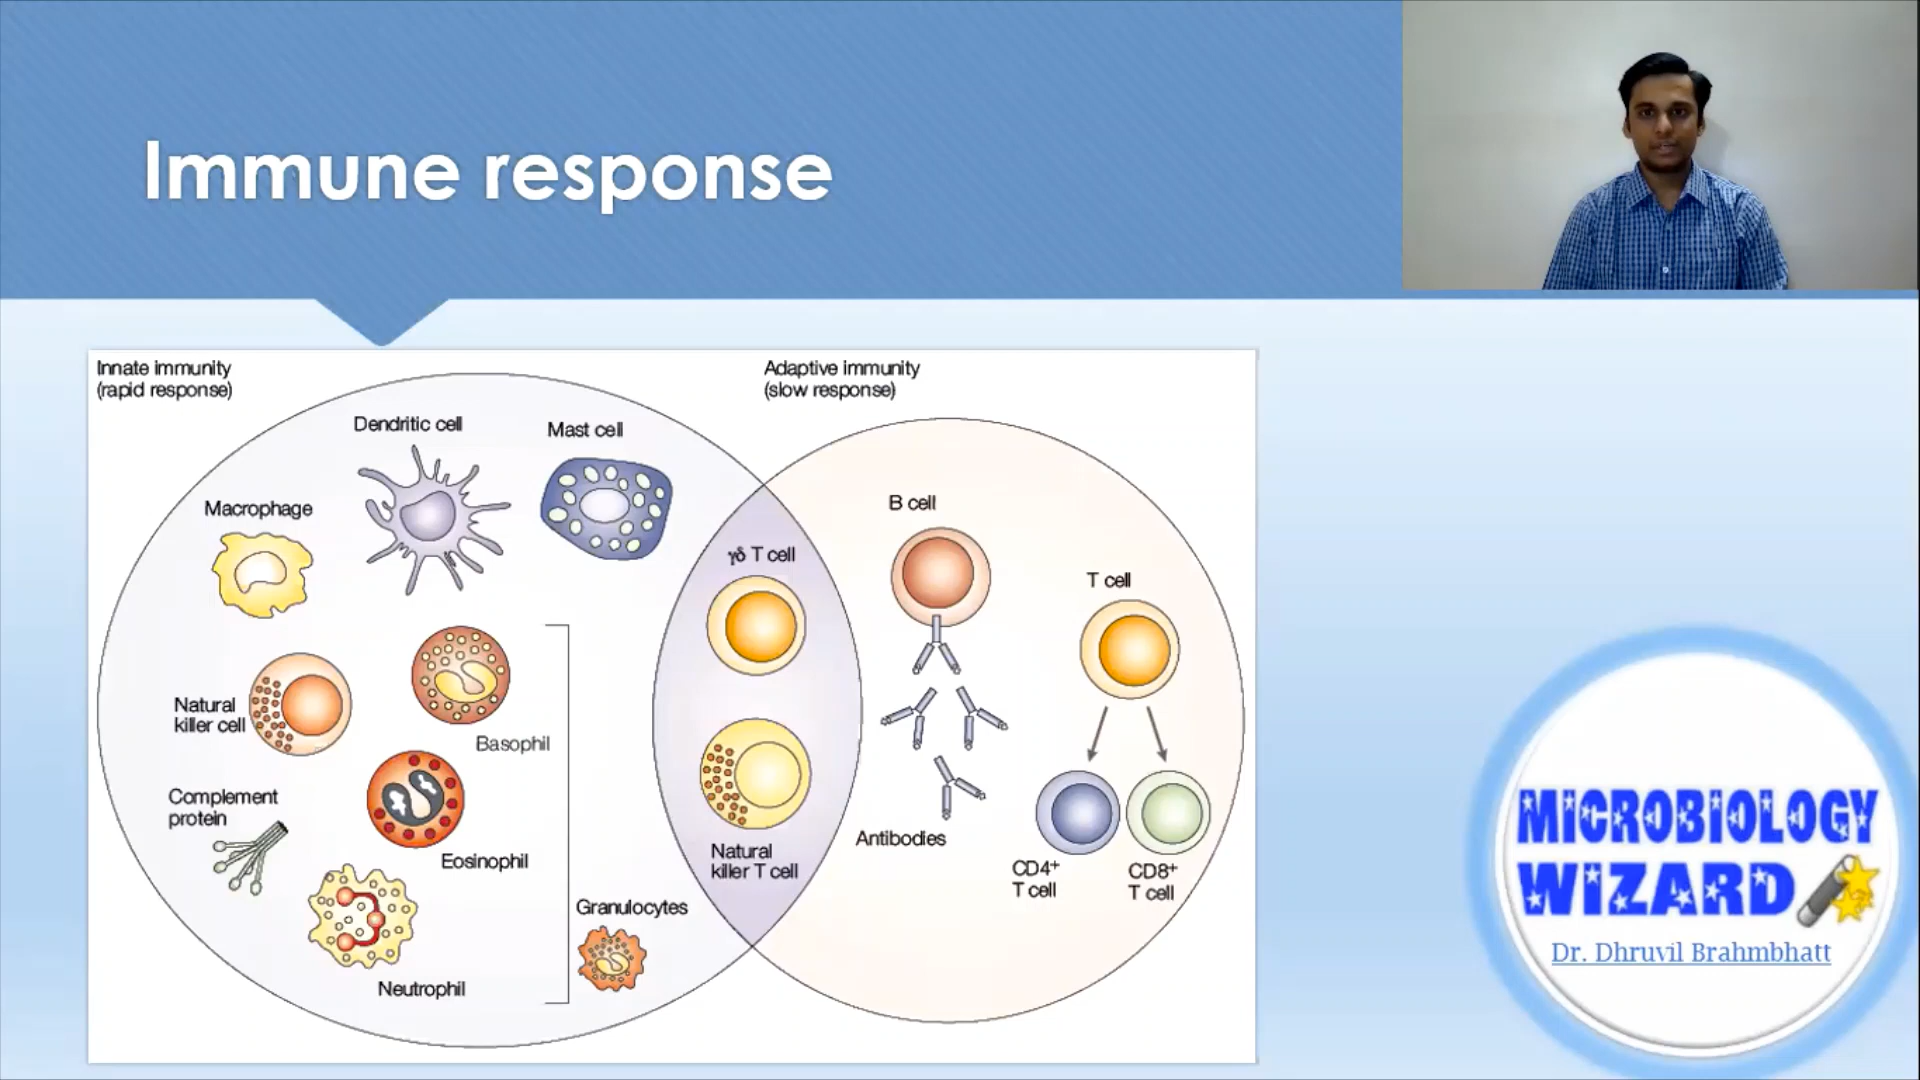 Immune response
Innate immunity
(rapid response)
Adaptive immunity
(slow response)
Dendritic cell
Mast cell
Macrophage
B cell
γδ T cell
T cell
Natural
killer cell
Basophil
Complement
protein
Eosinophil
Antibodies
Natural
killer T cell
CD4⁺
T cell
CD8⁺
T cell
Granulocytes
Neutrophil
MICROBIOLOGY
WIZARD
Dr. Dhruvil Brahmbhatt